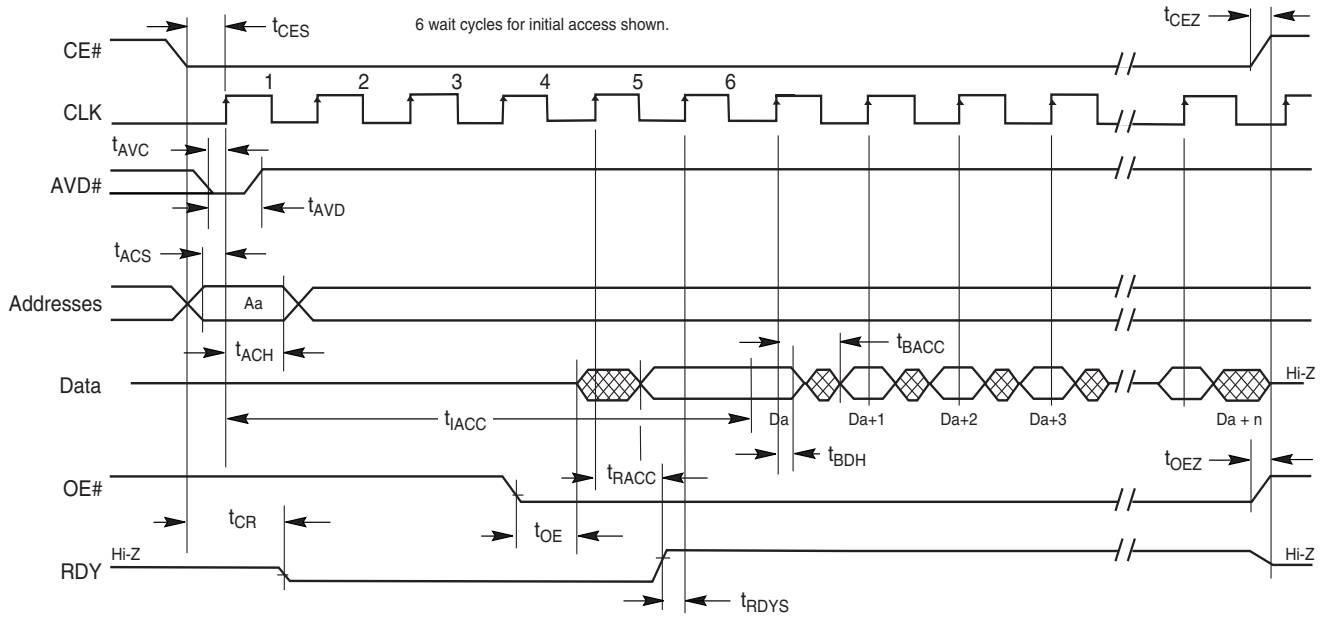 6 wait cycles for initial access shown.
tCES
tCEZ
CE#
1 2 3 4 5 6
CLK
tAVC
AVD#
tAVD
tACS
Addresses
Aa
tACH
tBACC
Data
Hi-Z
tIACC
Da Da+1 Da+2 Da+3 Da + n
tBDH
tRACC
tOEZ
OE#
tCR
tOE
Hi-Z
RDY
Hi-Z
tRDYS